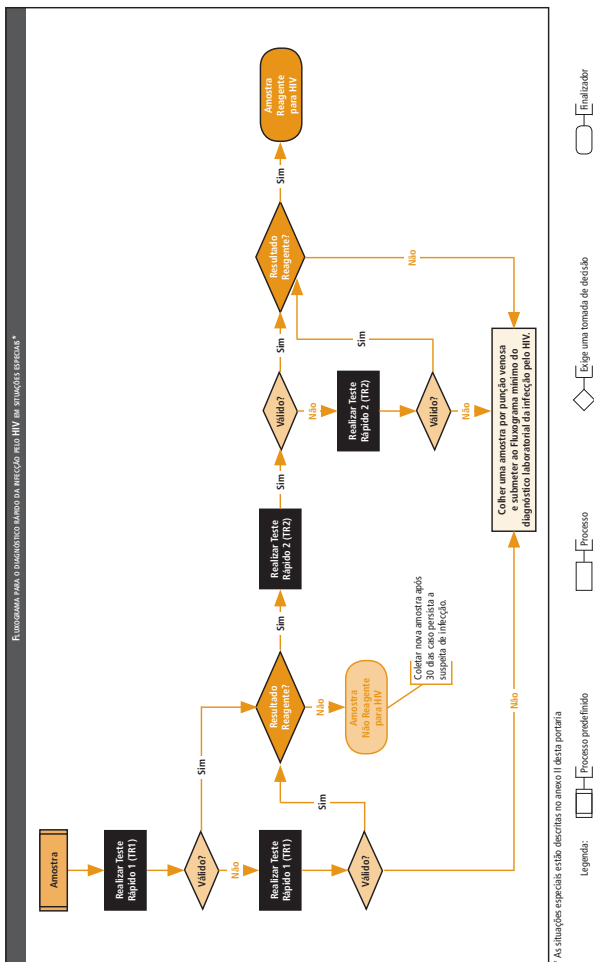 FLUXOGRAMA PARA O DIAGNÓSTICO RÁPIDO DA INFECÇÃO PELO HIV EM SITUAÇÕES ESPECIAIS*
Amostra
Realizar Teste
Rápido 1 (TR1)
Válido?
Sim
Não
Realizar Teste
Rápido 1 (TR1)
Válido?
Sim
Não
Resultado
Reagente?
Não
Amostra
Não Reagente
para HIV
Coletar nova amostra após
30 dias caso persista a
suspeita de infecção.
Sim
Realizar Teste
Rápido 2 (TR2)
Sim
Válido?
Não
Realizar Teste
Rápido 2 (TR2)
Válido?
Sim
Não
Sim
Resultado
Reagente?
Não
Sim
Amostra
Reagente
para HIV
Colher uma amostra por punção venosa
e submeter ao Fluxograma mínimo do
diagnóstico laboratorial da infecção pelo HIV.
* As situações especiais estão descritas no anexo II desta portaria
Legenda:
Processo predefinido
Processo
Exige uma tomada de decisão
Finalizador